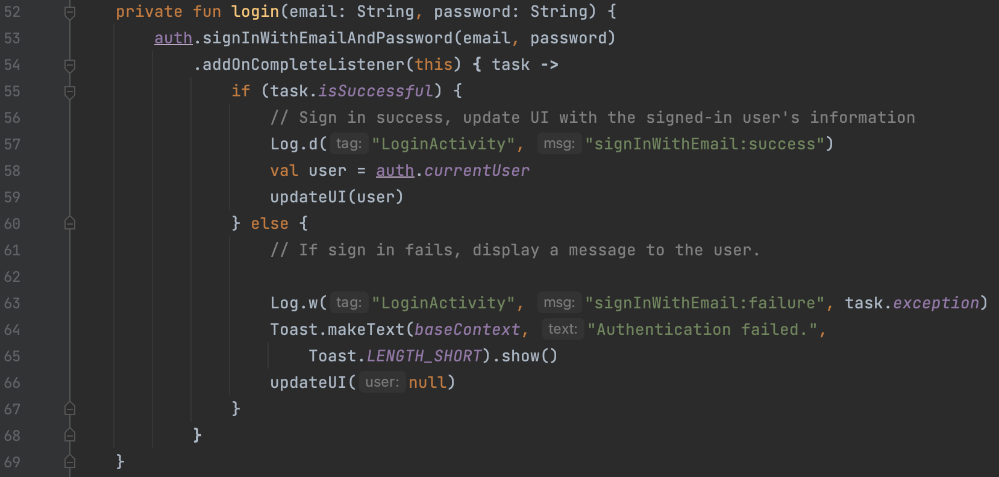 52 private fun login(email: String, password: String) {
53 auth.signInWithEmailAndPassword(email, password)
54 .addOnCompleteListener(this) { task ->
55 if (task.isSuccessful) {
56 // Sign in success, update UI with the signed-in user's information
57 Log.d( tag: "LoginActivity", msg: "signInWithEmail:success")
58 val user = auth.currentUser
59 updateUI(user)
60 } else {
61 // If sign in fails, display a message to the user.
62
63 Log.w( tag: "LoginActivity", msg: "signInWithEmail:failure", task.exception)
64 Toast.makeText(baseContext, text: "Authentication failed.",
65 Toast.LENGTH_SHORT).show()
66 updateUI( user: null)
67 }
68 }
69 }